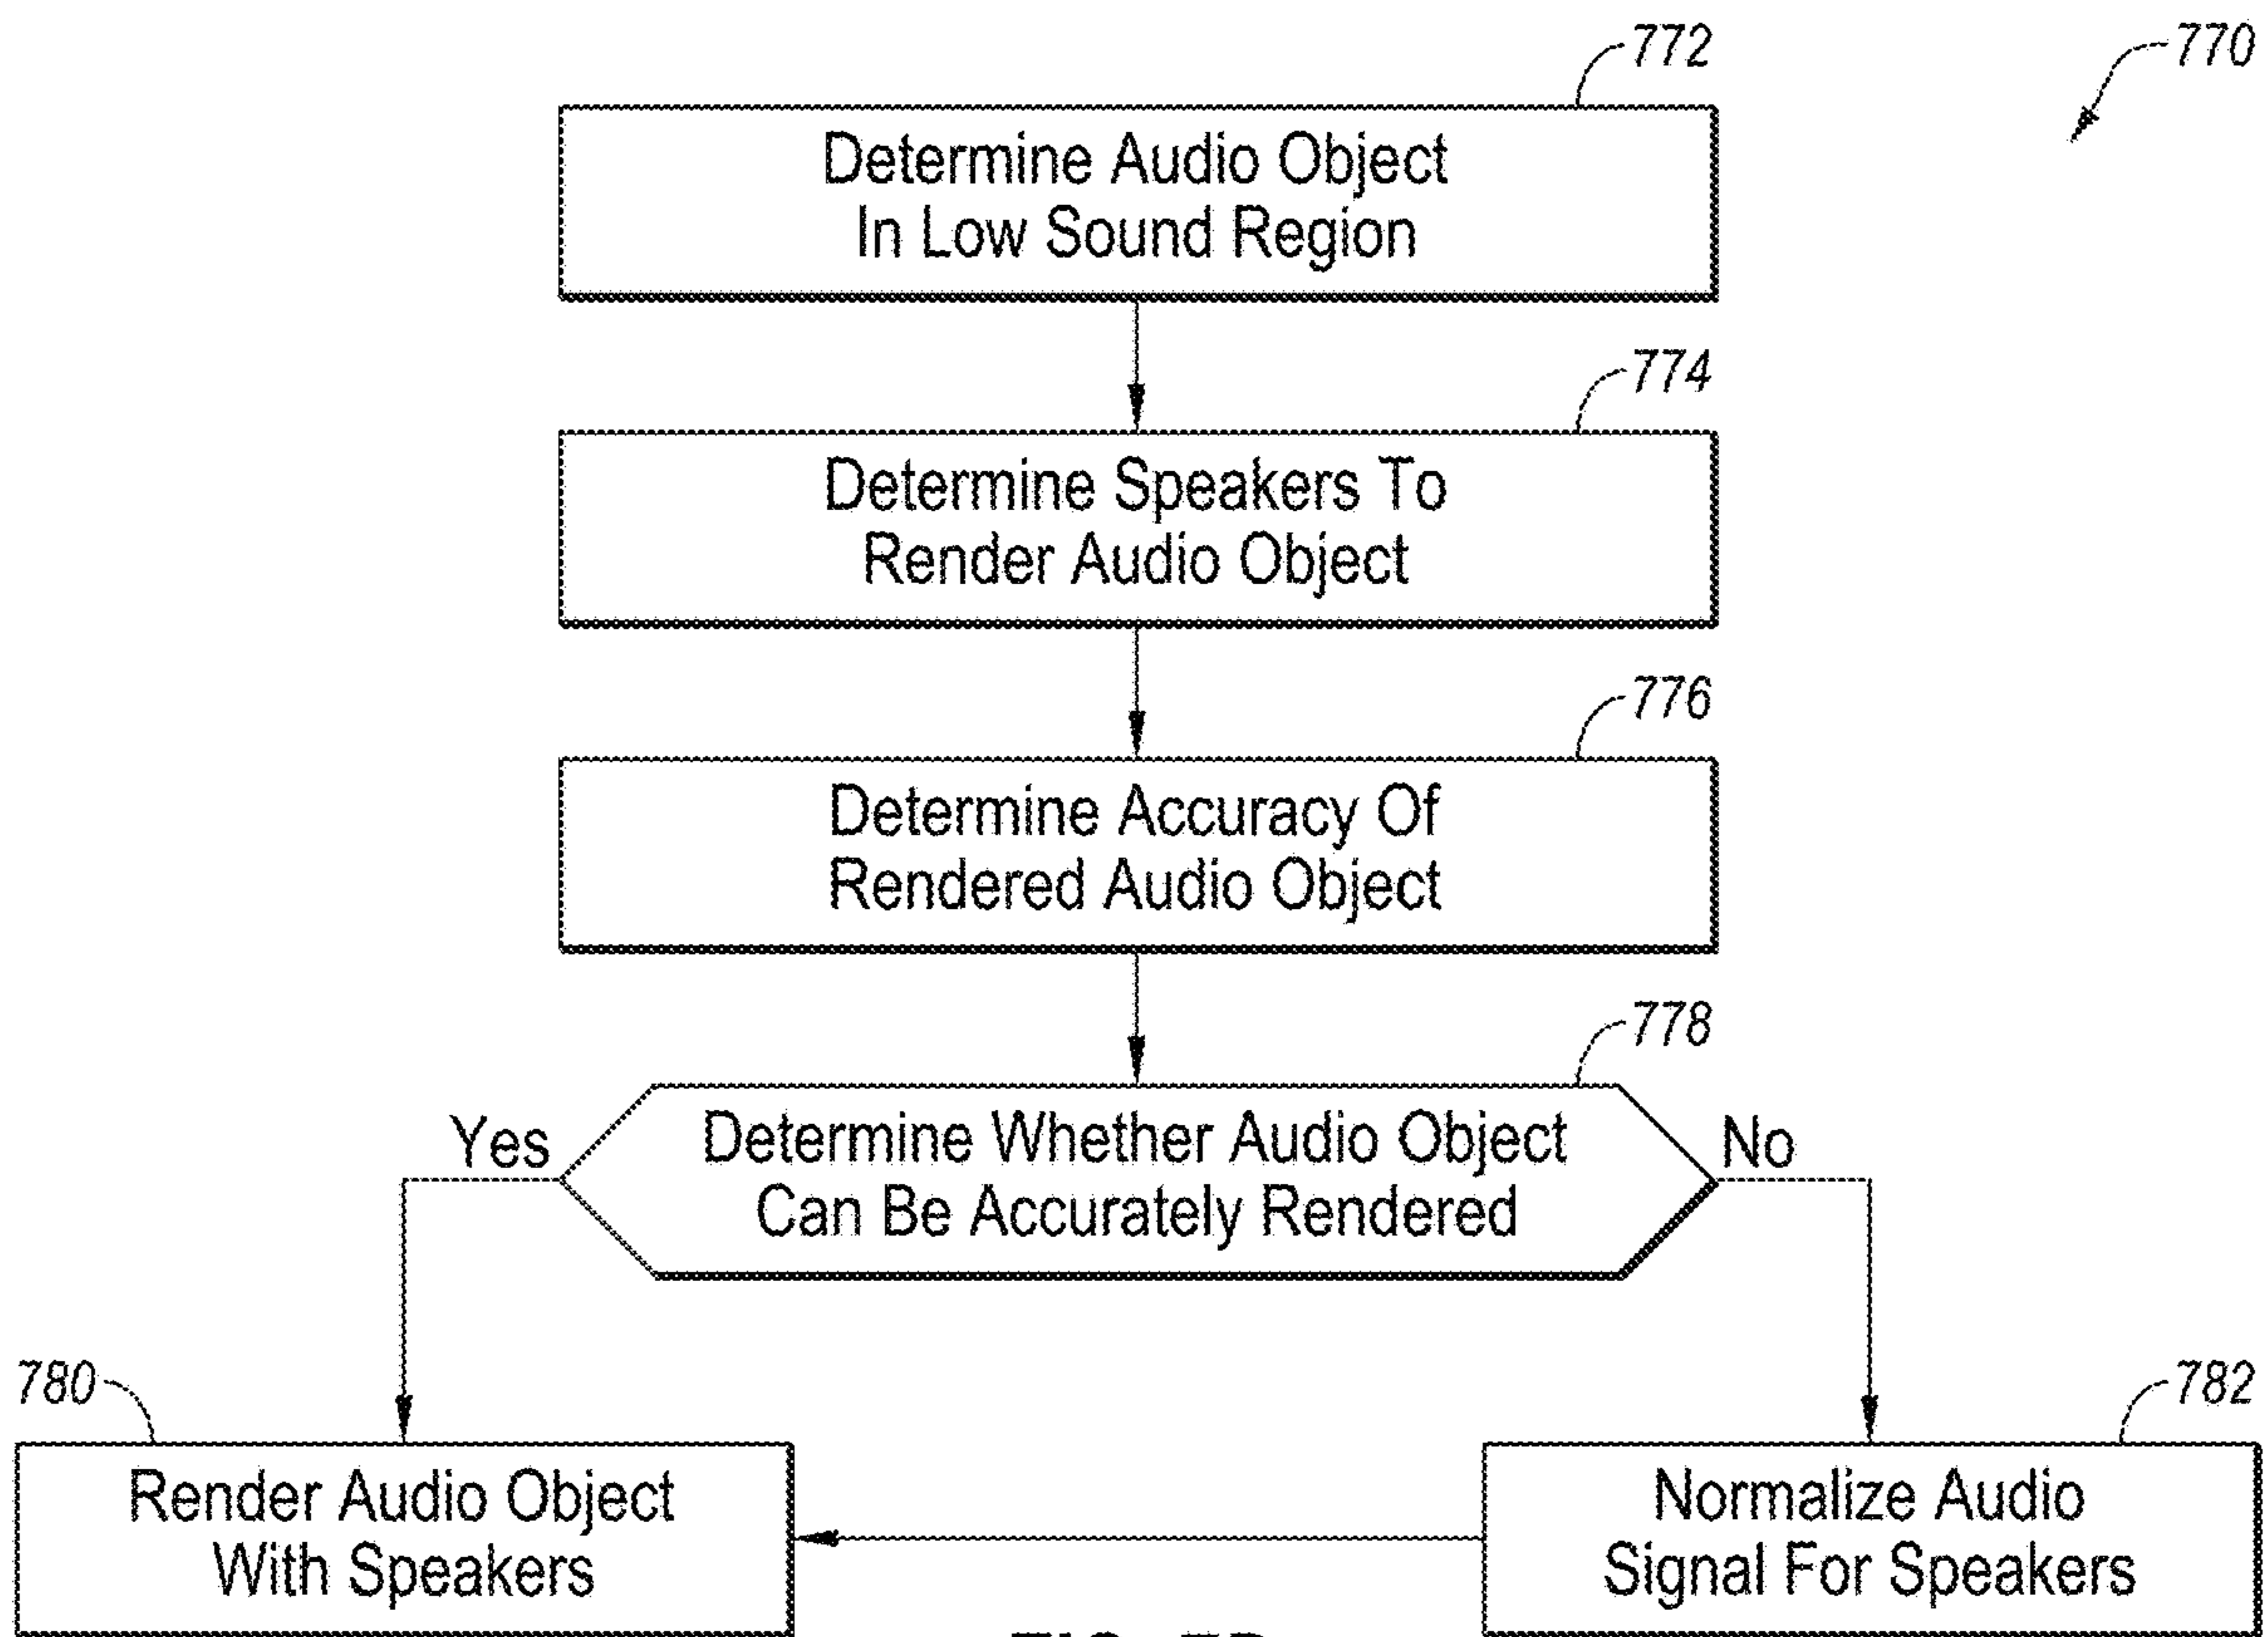 772
770
Determine Audio Object
In Low Sound Region
774
Determine Speakers To
Render Audio Object
776
Determine Accuracy Of
Rendered Audio Object
778
Yes
Determine Whether Audio Object
Can Be Accurately Rendered
No
780
782
Render Audio Object
With Speakers
Normalize Audio
Signal For Speakers